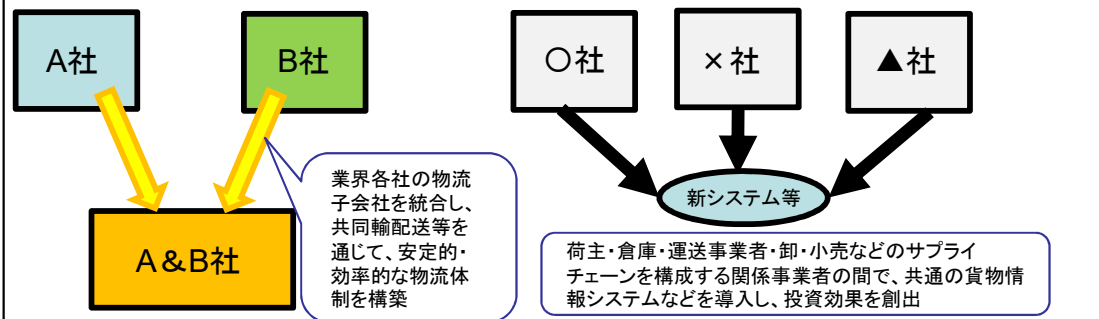 A社
B社
A&B社
業界各社の物流
子会社を統合し、
共同輸配送等を
通じて、安定的・
効率的な物流体
制を構築
〇社
×社
▲社
新システム等
荷主・倉庫・運送事業者・卸・小売などのサプライ
チェーンを構成する関係事業者の間で、共通の貨物情
報システムなどを導入し、投資効果を創出